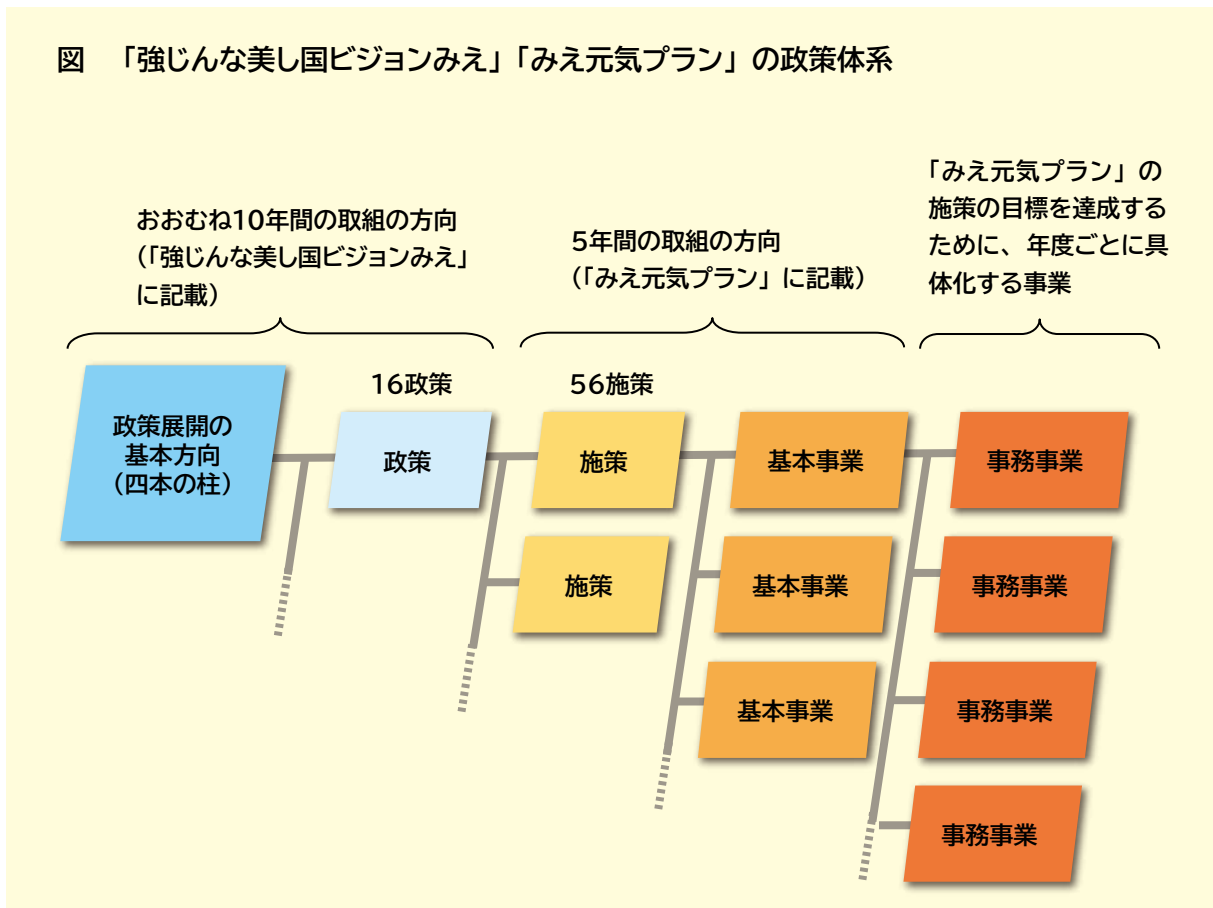 図　「強じんな美し国ビジョンみえ」「みえ元気プラン」の政策体系
おおむね10年間の取組の方向
（「強じんな美し国ビジョンみえ」
に記載）
5年間の取組の方向
（「みえ元気プラン」に記載）
「みえ元気プラン」の
施策の目標を達成する
ために、年度ごとに具
体化する事業
16政策
56施策
政策展開の
基本方向
（四本の柱）
政策
施策
基本事業
事務事業
施策
基本事業
事務事業
基本事業
事務事業
事務事業